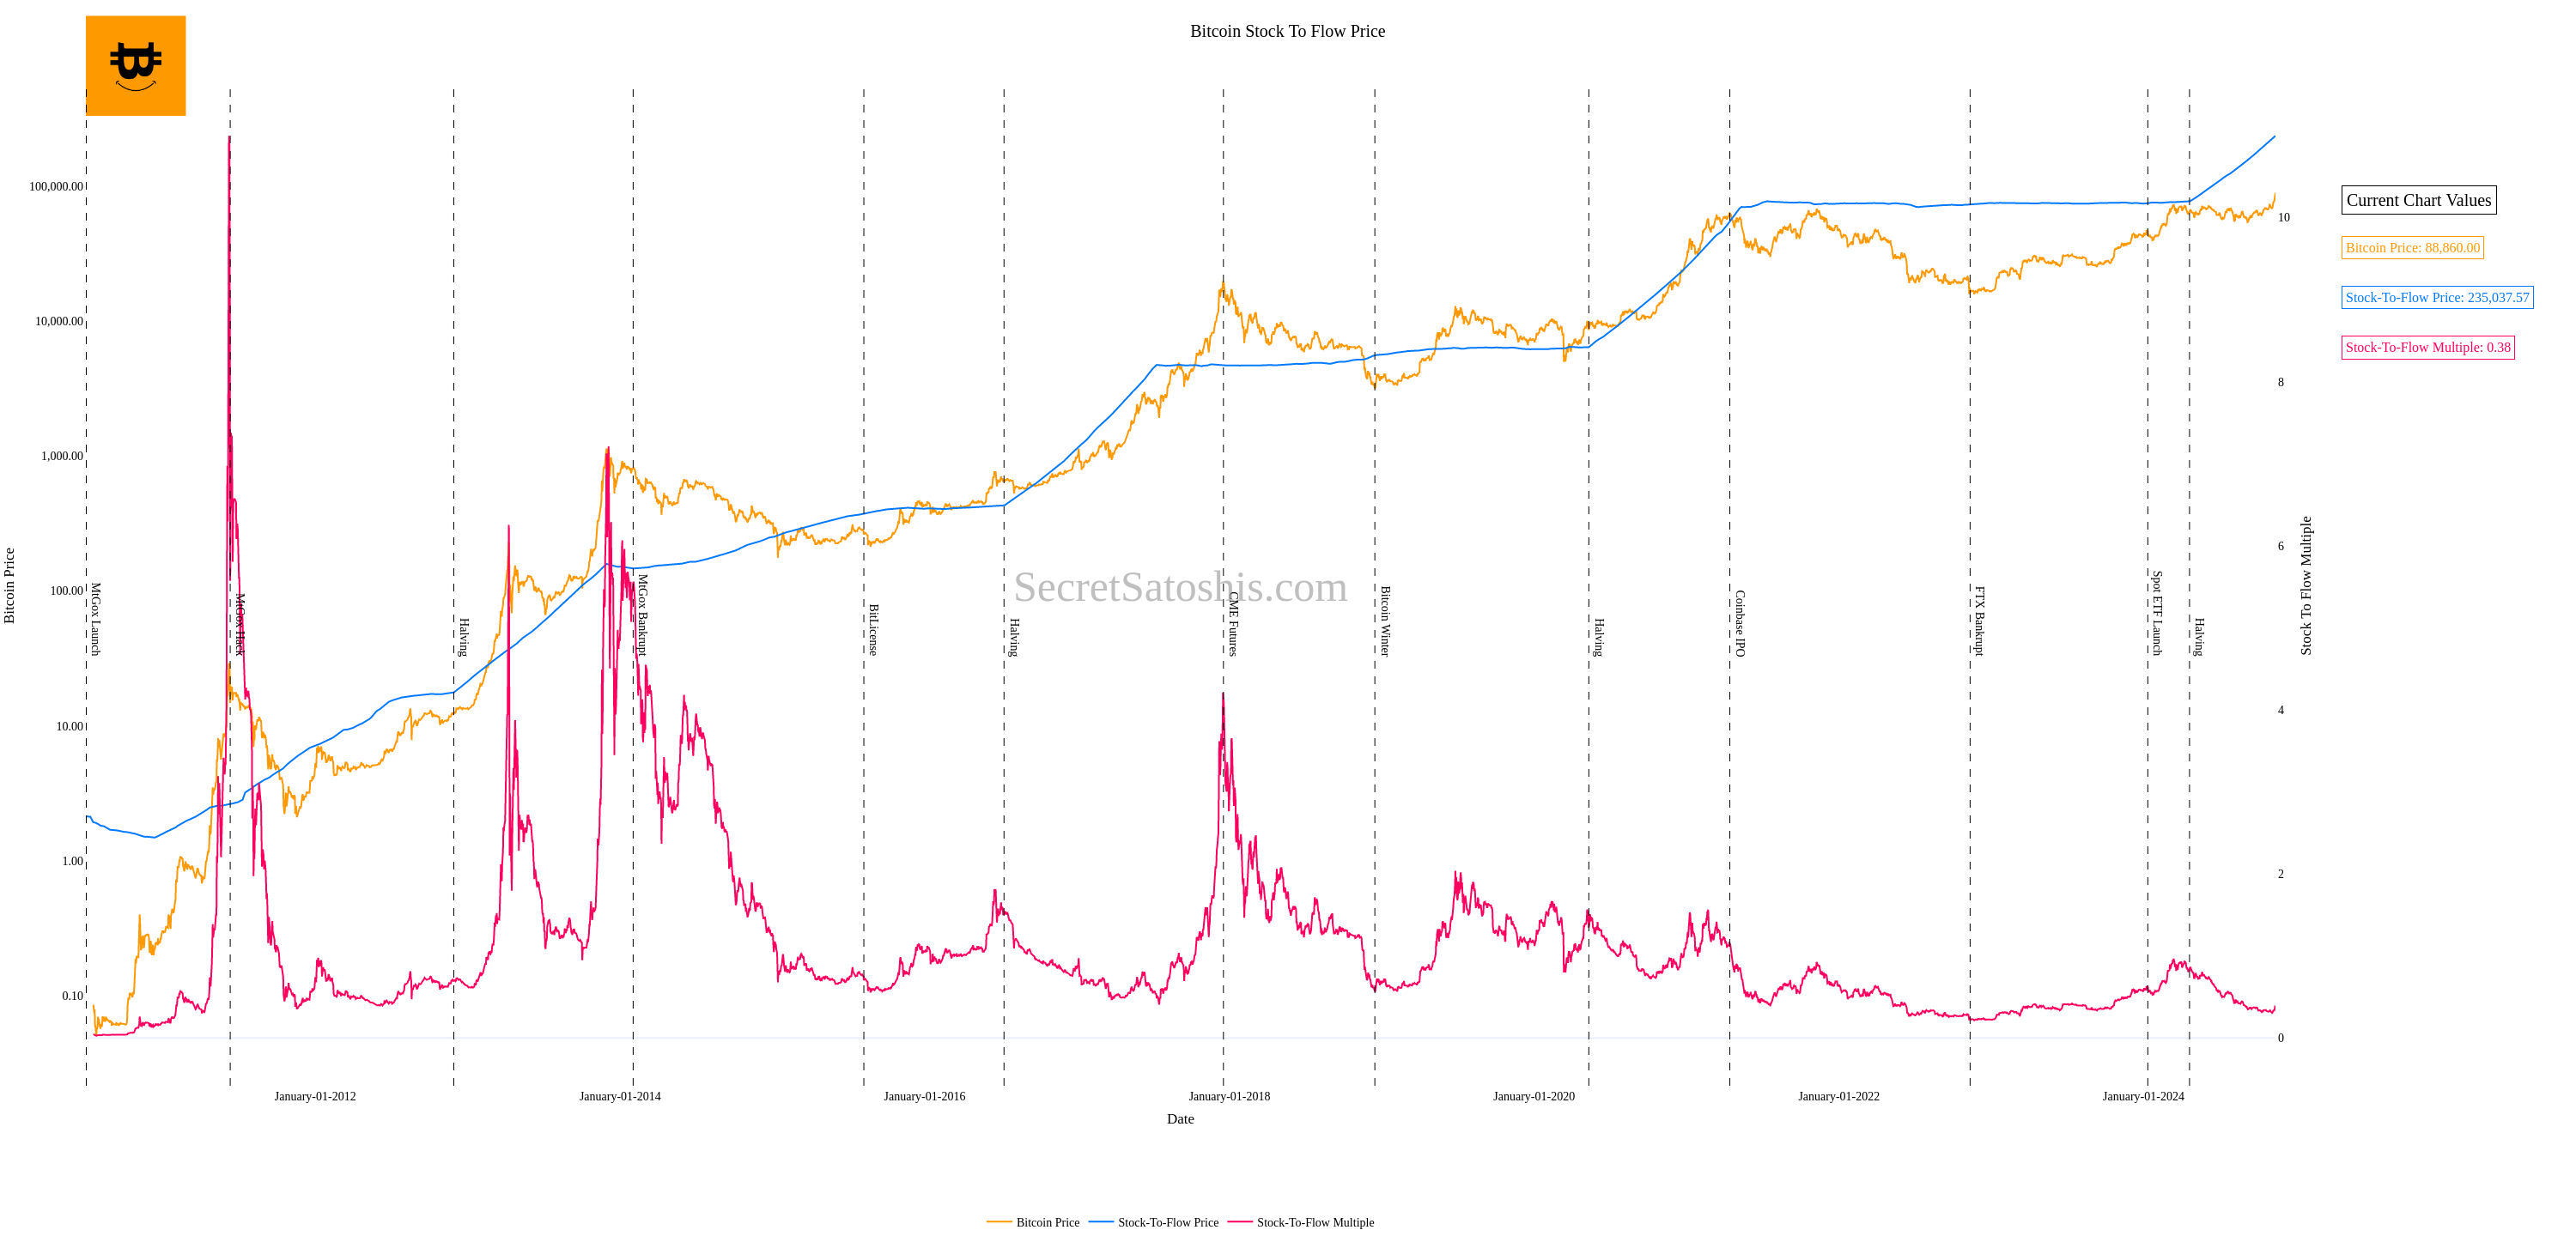 Bitcoin Stock To Flow Price
100,000.00
10,000.00
1,000.00
100.00
10.00
1.00
0.10
Bitcoin Price
MtGox Launch
MtGox Hack
Halving
MtGox Bankrupt
BitLicense
Halving
CME Futures
Bitcoin Winter
Halving
Coinbase IPO
FTX Bankrupt
Spot ETF Launch
Halving
SecretSatoshis.com
10
8
6
4
2
0
Stock To Flow Multiple
Current Chart Values
Bitcoin Price: 88,860.00
Stock-To-Flow Price: 235,037.57
Stock-To-Flow Multiple: 0.38
January-01-2012
January-01-2014
January-01-2016
January-01-2018
January-01-2020
January-01-2022
January-01-2024
Date
Bitcoin Price
Stock-To-Flow Price
Stock-To-Flow Multiple